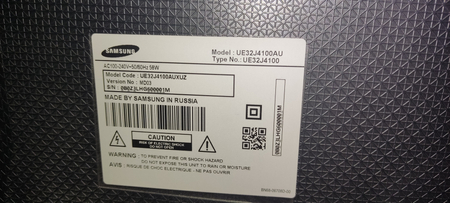 SAMSUNG
Model : UE32J4100AU
Type No.: UE32J4100
AC100-240V~50/60Hz 58W
Model Code : UE32J4100AUXUZ
Version No : MD03
S/N :
MADE BY SAMSUNG IN RUSSIA
CAUTION
RISK OF ELECTRIC SHOCK
DO NOT OPEN
WARNING : TO PREVENT FIRE OR SHOCK HAZARD
DO NOT EXPOSE THIS UNIT TO RAIN OR MOISTURE
AVIS : RISQUE DE CHOC ELECTRIQUE - NE PAS OUVRIR